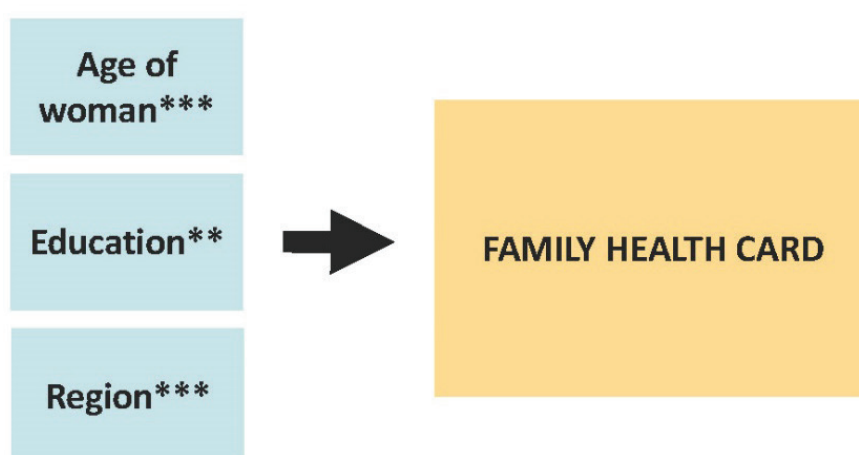 Age of
woman***
Education**
FAMILY HEALTH CARD
Region***